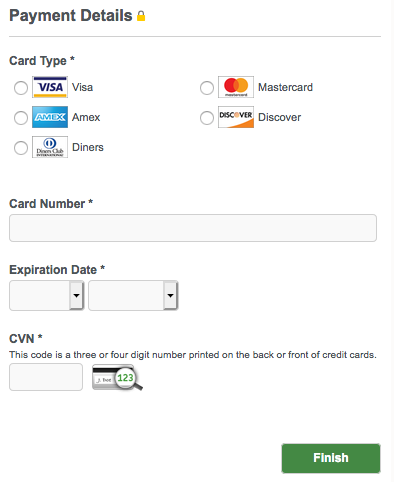 Payment Details
Card Type *
VISA Visa
mastercard Mastercard
AMEX Amex
DISCOVER Discover
Diners Club INTERNATIONAL Diners
Card Number *
Expiration Date *
CVN *
This code is a three or four digit number printed on the back or front of credit cards.
123
Finish